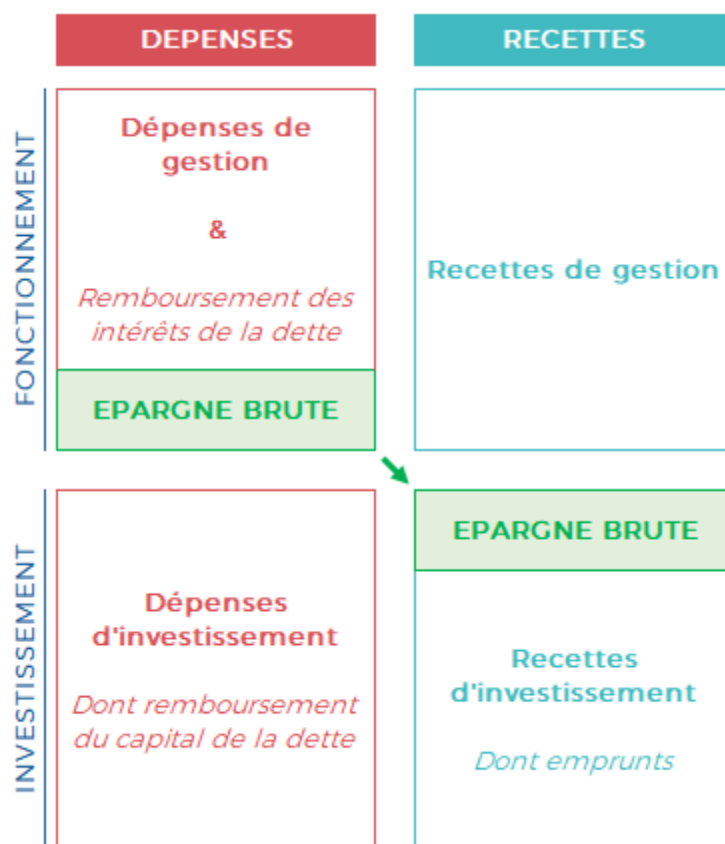 DEPENSES
RECETTES
FONCTIONNEMENT
Dépenses de
gestion
&
Remboursement des
intérêts de la dette
EPARGNE BRUTE
Recettes de gestion
INVESTISSEMENT
Dépenses
d'investissement
Dont remboursement
du capital de la dette
EPARGNE BRUTE
Recettes
d'investissement
Dont emprunts